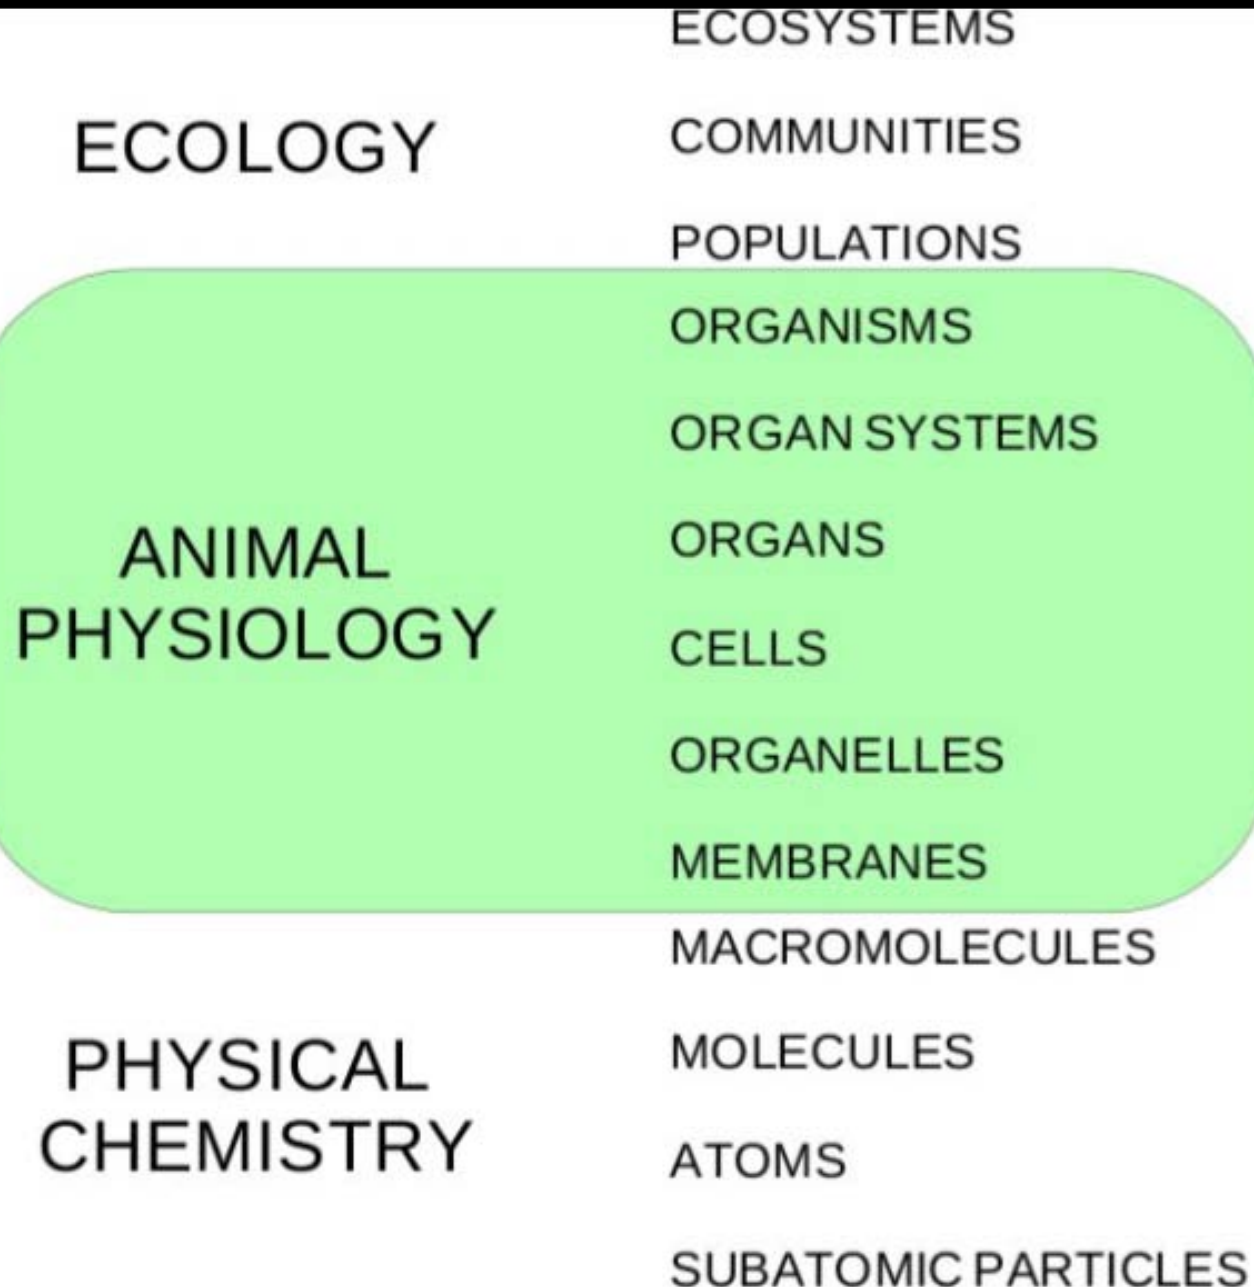 ECOSYSTEMS
ECOLOGY
COMMUNITIES
POPULATIONS
ORGANISMS
ORGAN SYSTEMS
ORGANS
ANIMAL
PHYSIOLOGY
CELLS
ORGANELLES
MEMBRANES
MACROMOLECULES
PHYSICAL
CHEMISTRY
MOLECULES
ATOMS
SUBATOMIC PARTICLES